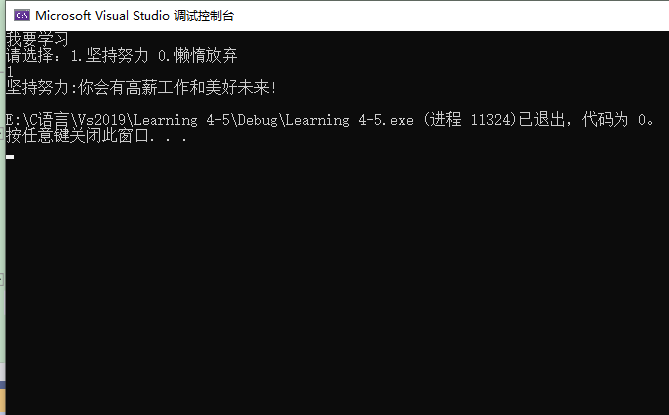 Microsoft Visual Studio 调试控制台
我要学习
请选择：1.坚持努力 0.懒惰放弃
1
坚持努力:你会有高薪工作和美好未来!
E:\C语言\Vs2019\Learning 4-5\Debug\Learning 4-5.exe (进程 11324)已退出，代码为 0。
按任意键关闭此窗口. . .